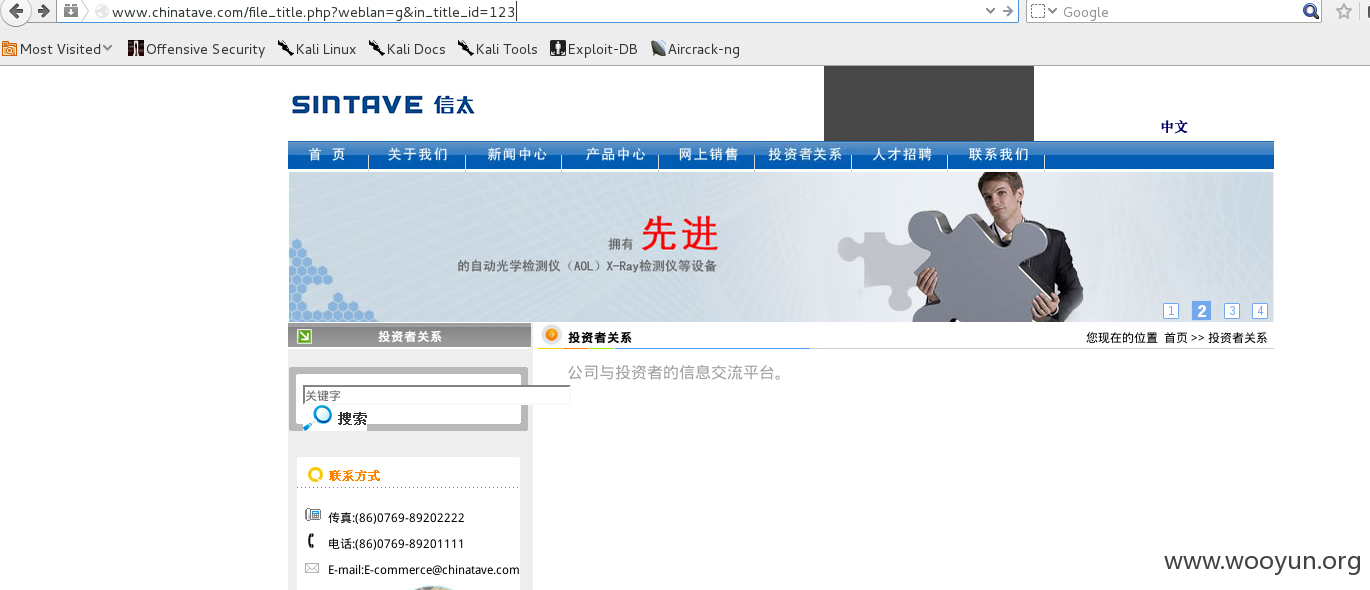 www.chinatave.com/file_title.php?weblan=g&in_title_id=123
Google
Most Visited Offensive Security Kali Linux Kali Docs Kali Tools Exploit-DB Aircrack-ng
SINTAVE 信太
中文
首 页 关于我们 新闻中心 产品中心 网上销售 投资者关系 人才招聘 联系我们
拥有 先进
的自动光学检测仪（AOL）X-Ray检测仪等设备
1 2 3 4
投资者关系
投资者关系
您现在的位置 首页 >> 投资者关系
公司与投资者的信息交流平台。
关键字
搜索
联系方式
传真:(86)0769-89202222
电话:(86)0769-89201111
E-mail:E-commerce@chinatave.com
www.wooyun.org